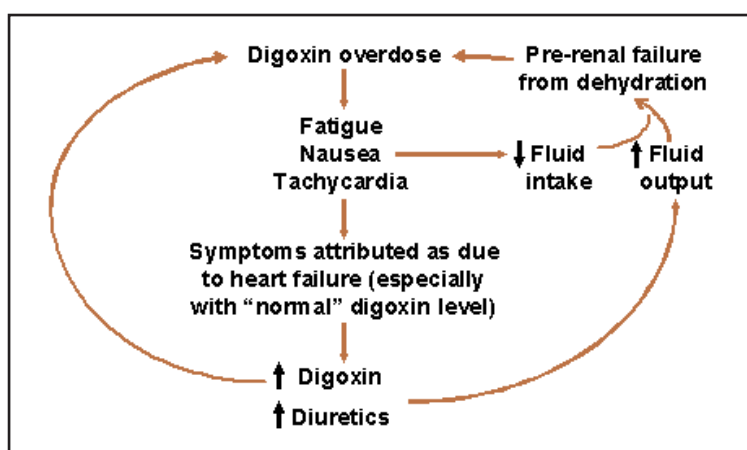 Digoxin overdose
Pre-renal failure
from dehydration
Fatigue
Nausea
Tachycardia
↓ Fluid
intake
↑ Fluid
output
Symptoms attributed as due
to heart failure (especially
with “normal” digoxin level)
↑ Digoxin
↑ Diuretics